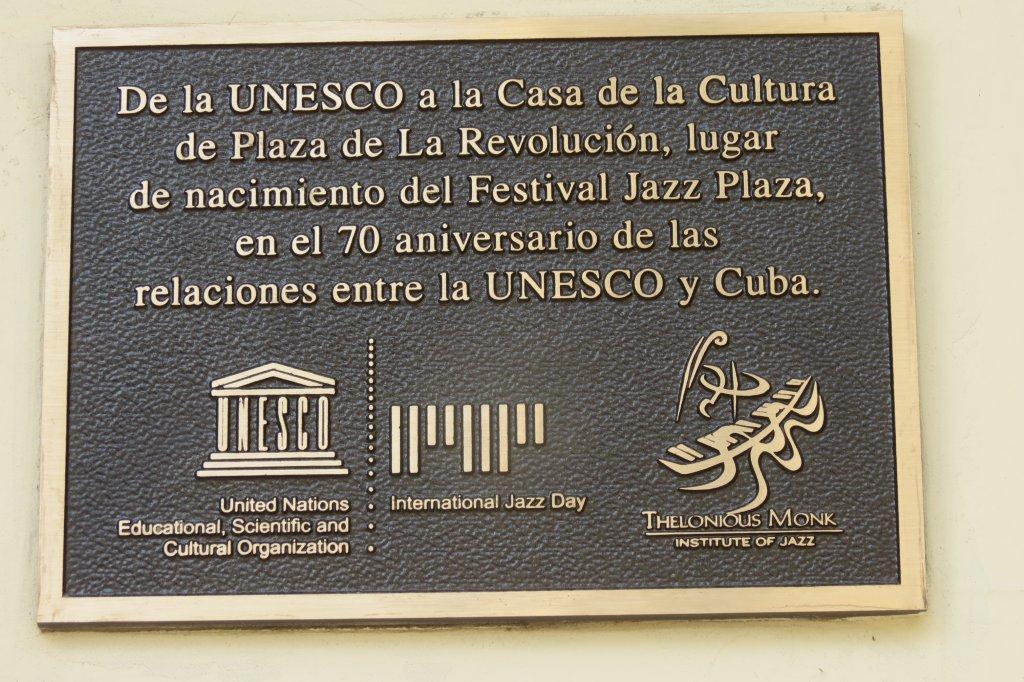 De la UNESCO a la Casa de la Cultura
de Plaza de La Revolución, lugar
de nacimiento del Festival Jazz Plaza,
en el 70 aniversario de las
relaciones entre la UNESCO y Cuba.
UNESCO
United Nations
Educational, Scientific and
Cultural Organization
International Jazz Day
THELONIOUS MONK
INSTITUTE OF JAZZ